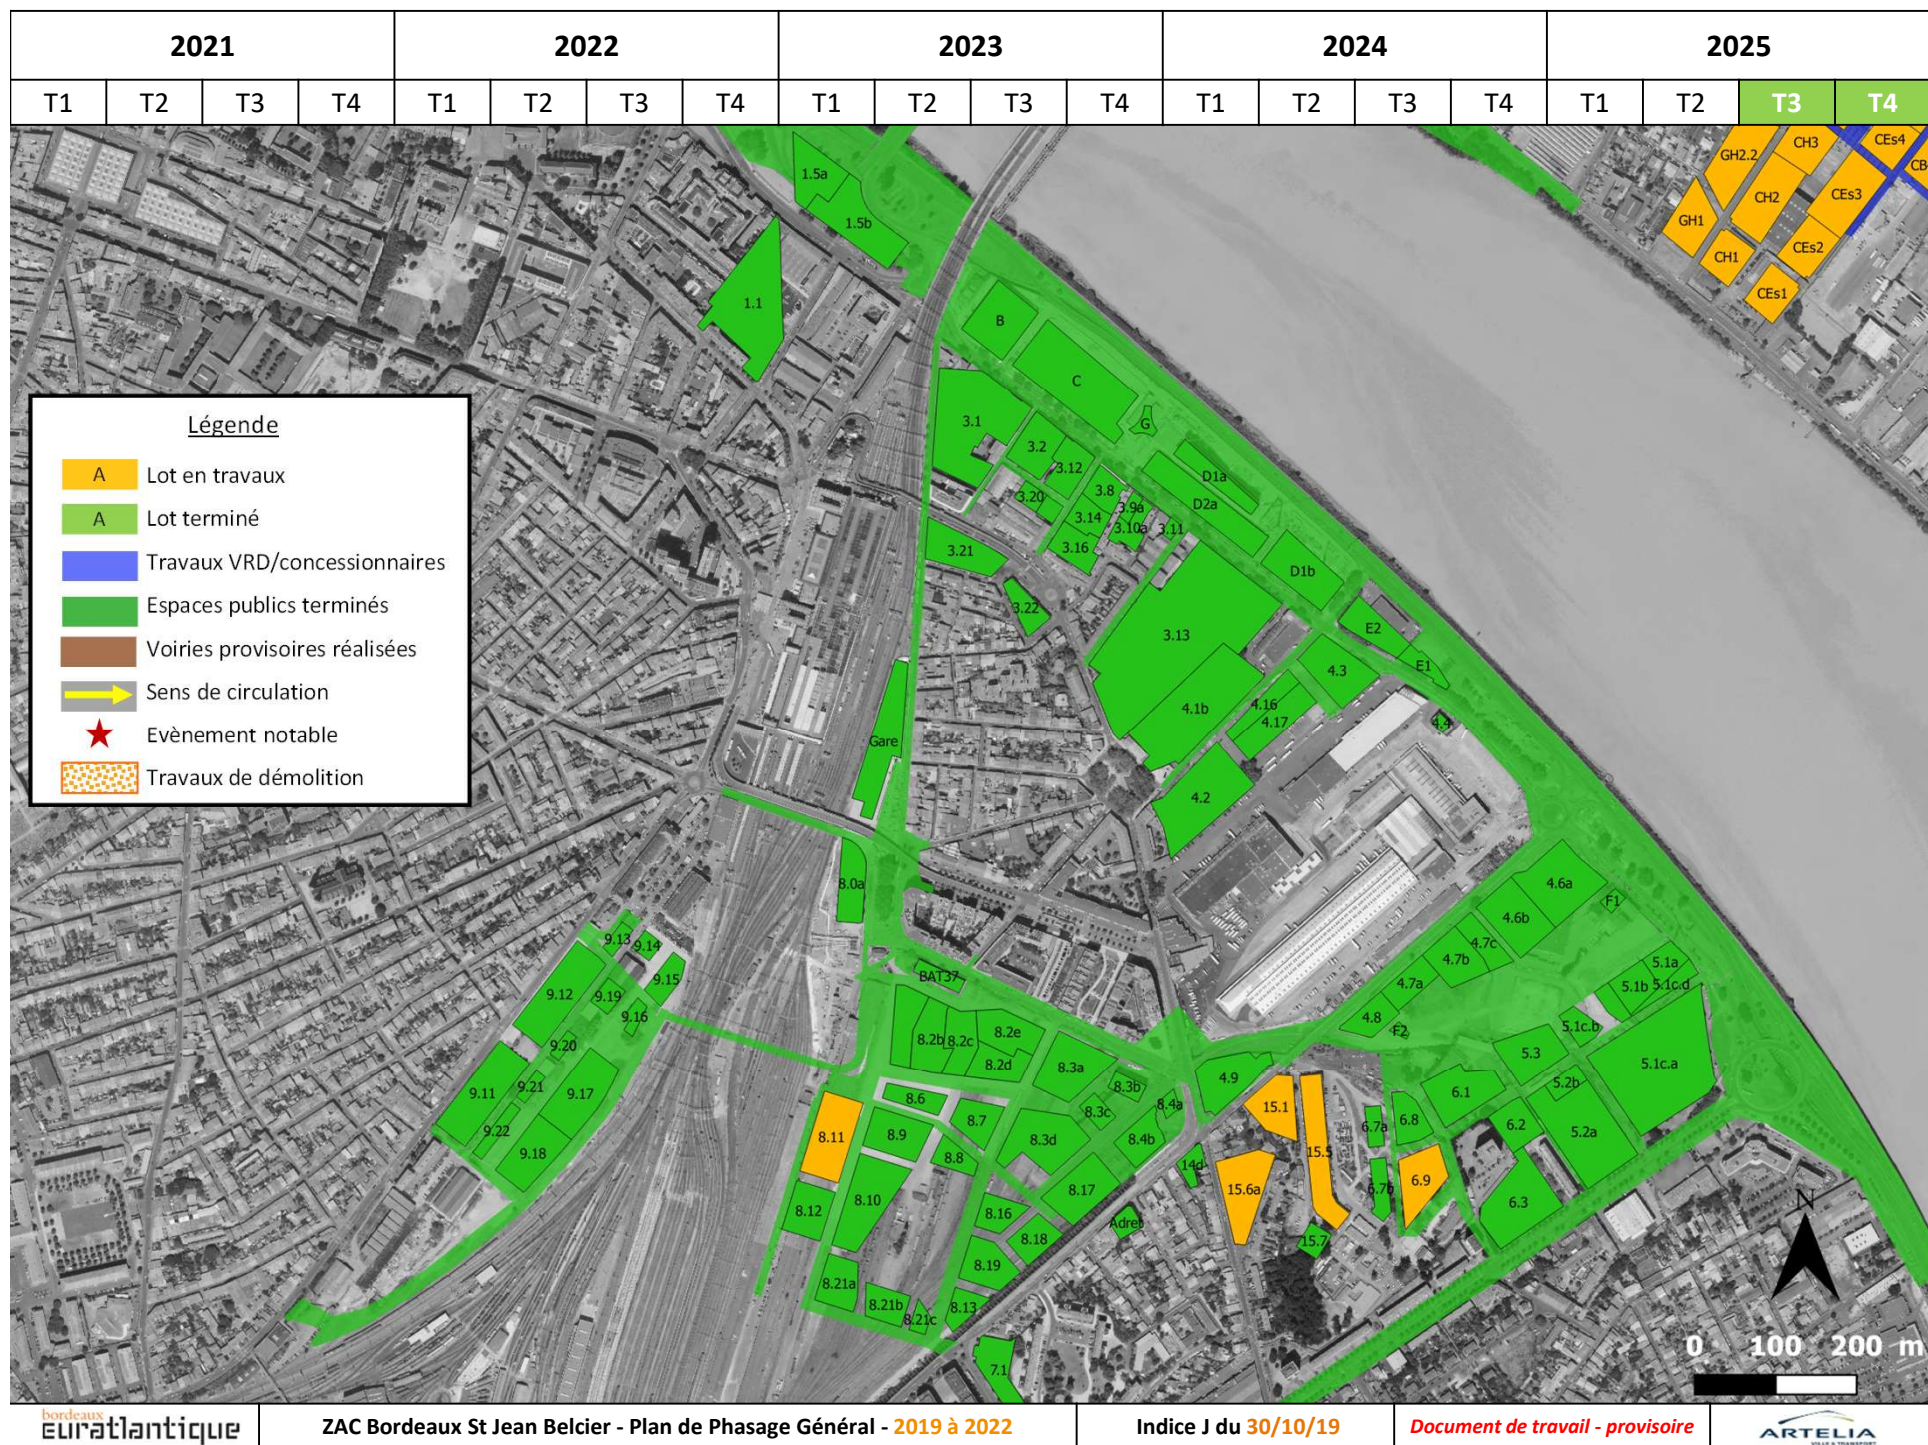 2021 2022 2023 2024 2025
T1 T2 T3 T4 T1 T2 T3 T4 T1 T2 T3 T4 T1 T2 T3 T4 T1 T2 T3 T4
CH3
CEs4
GH2.2
CB
1.5a
CEs3
CH2
1.5b
GH1
CEs2
CH1
CEs1
1.1
B
C
Légende
A Lot en travaux
A Lot terminé
Travaux VRD/concessionnaires
Espaces publics terminés
Voiries provisoires réalisées
Sens de circulation
Evènement notable
Travaux de démolition
3.1
G
3.2
3.12
D1a
3.8
3.20
3.9a
D2a
3.14
3.10a
3.11
3.16
3.21
D1b
3.22
E2
3.13
E1
4.3
4.16
4.1b
4.17
4.4
Gare
4.2
8.0a
4.6a
F1
4.6b
9.13
9.14
4.7c
4.7b
5.1a
BAT37
9.15
4.7a
5.1b
5.1c.d
9.12
9.19
9.16
4.8
F2
5.1c.b
8.2e
8.2b
8.2c
9.20
5.3
8.2d
8.3a
5.1c.a
4.9
9.21
8.3b
5.2b
9.11
9.17
6.1
8.6
8.4a
15.1
8.3c
8.7
6.8
9.22
6.7a
6.2
8.11
8.9
8.3d
8.4b
5.2a
9.18
15.5
8.8
14d
6.9
8.17
15.6a
6.7b
6.3
8.10
8.12
8.16
Adret
8.18
15.7
N
8.19
8.21a
8.21b
8.13
8.21c
7.1
0 100 200 m
bordeaux
euratlantique
ZAC Bordeaux St Jean Belcier - Plan de Phasage Général - 2019 à 2022
Indice J du 30/10/19
Document de travail - provisoire
ARTELIA
VILLE & TRANSPORT